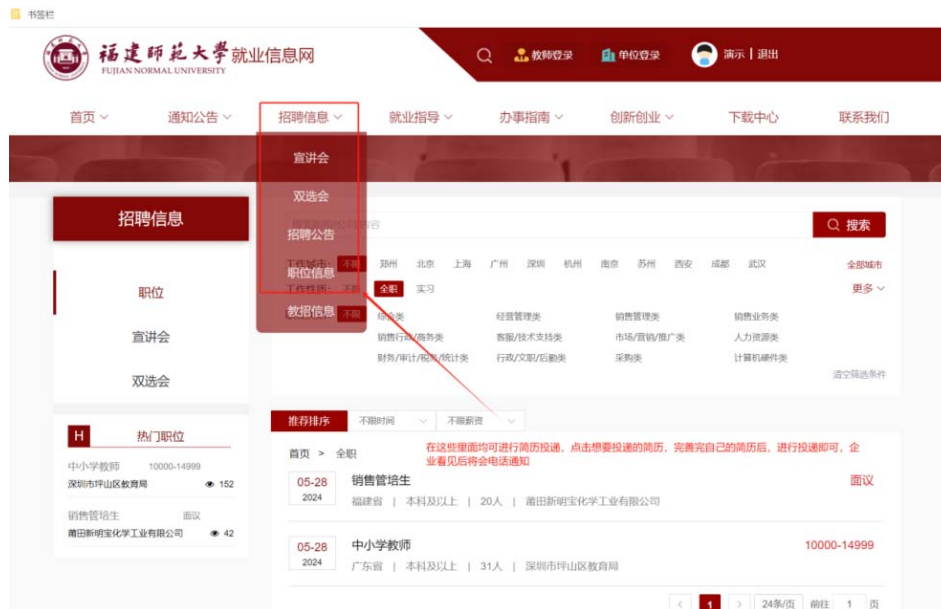 书签栏
福建師範大學就业信息网
FUJIAN NORMAL UNIVERSITY
教师登录 单位登录 演示 | 退出
首页 通知公告 招聘信息 就业指导 办事指南 创新创业 下载中心 联系我们
宣讲会
双选会
招聘公告
职位信息
教招信息
招聘信息
职位
宣讲会
双选会
搜索
工作城市： 不限 郑州 北京 上海 广州 深圳 杭州 南京 苏州 西安 成都 武汉 全部城市
工作性质： 不限 全职 实习 更多
不限 综合类 经营管理类 销售管理类 销售业务类
销售行政/商务类 客服/技术支持类 市场/营销/推广类 人力资源类
财务/审计/税务/统计类 行政/文职/后勤类 采购类 计算机硬件类
清空筛选条件
H 热门职位
中小学教师 10000-14999
深圳市坪山区教育局 152
销售管培生 面议
莆田新明宝化学工业有限公司 42
推荐排序 不限时间 不限薪资
首页 > 全职
在这些里面均可进行简历投递，点击想要投递的简历，完善完自己的简历后，进行投递即可，企
业看见后将会电话通知
05-28 销售管培生 面议
2024 福建省 | 本科及以上 | 20人 | 莆田新明宝化学工业有限公司
05-28 中小学教师 10000-14999
2024 广东省 | 本科及以上 | 31人 | 深圳市坪山区教育局
< 1 > 24条/页 前往 1 页